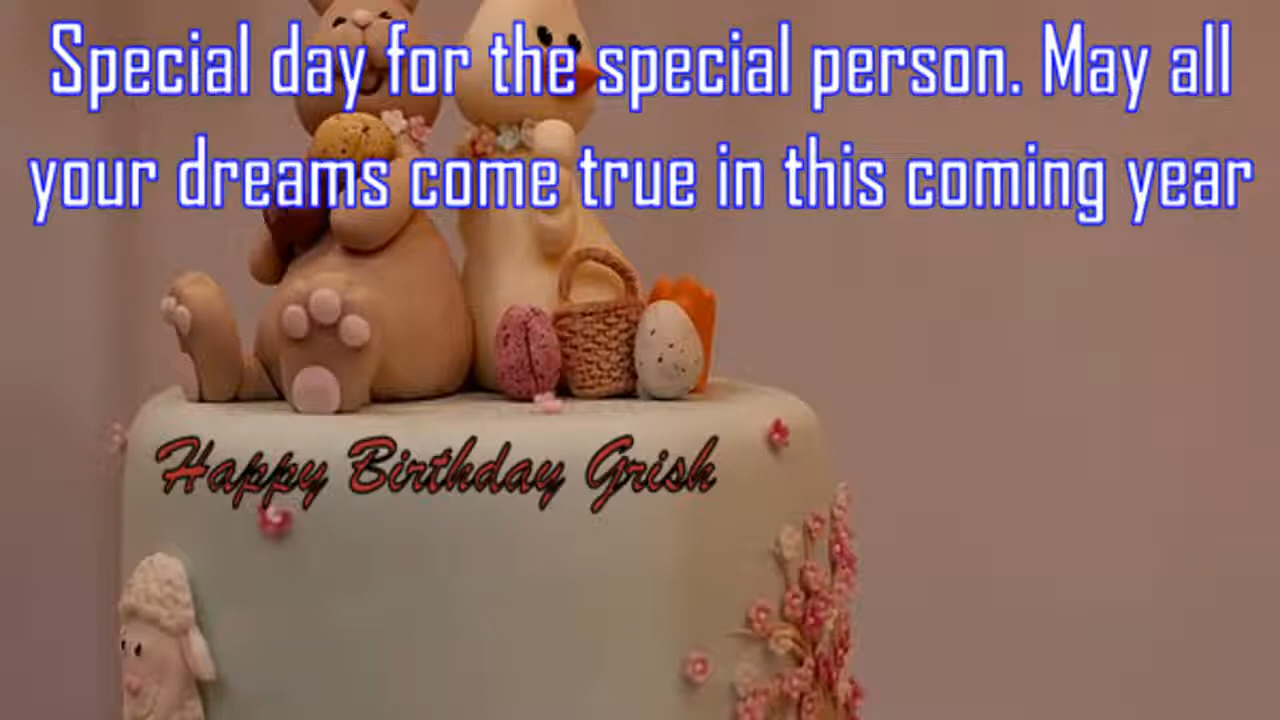 Special day for the special person. May all
your dreams come true in this coming year
Happy Birthday Grish